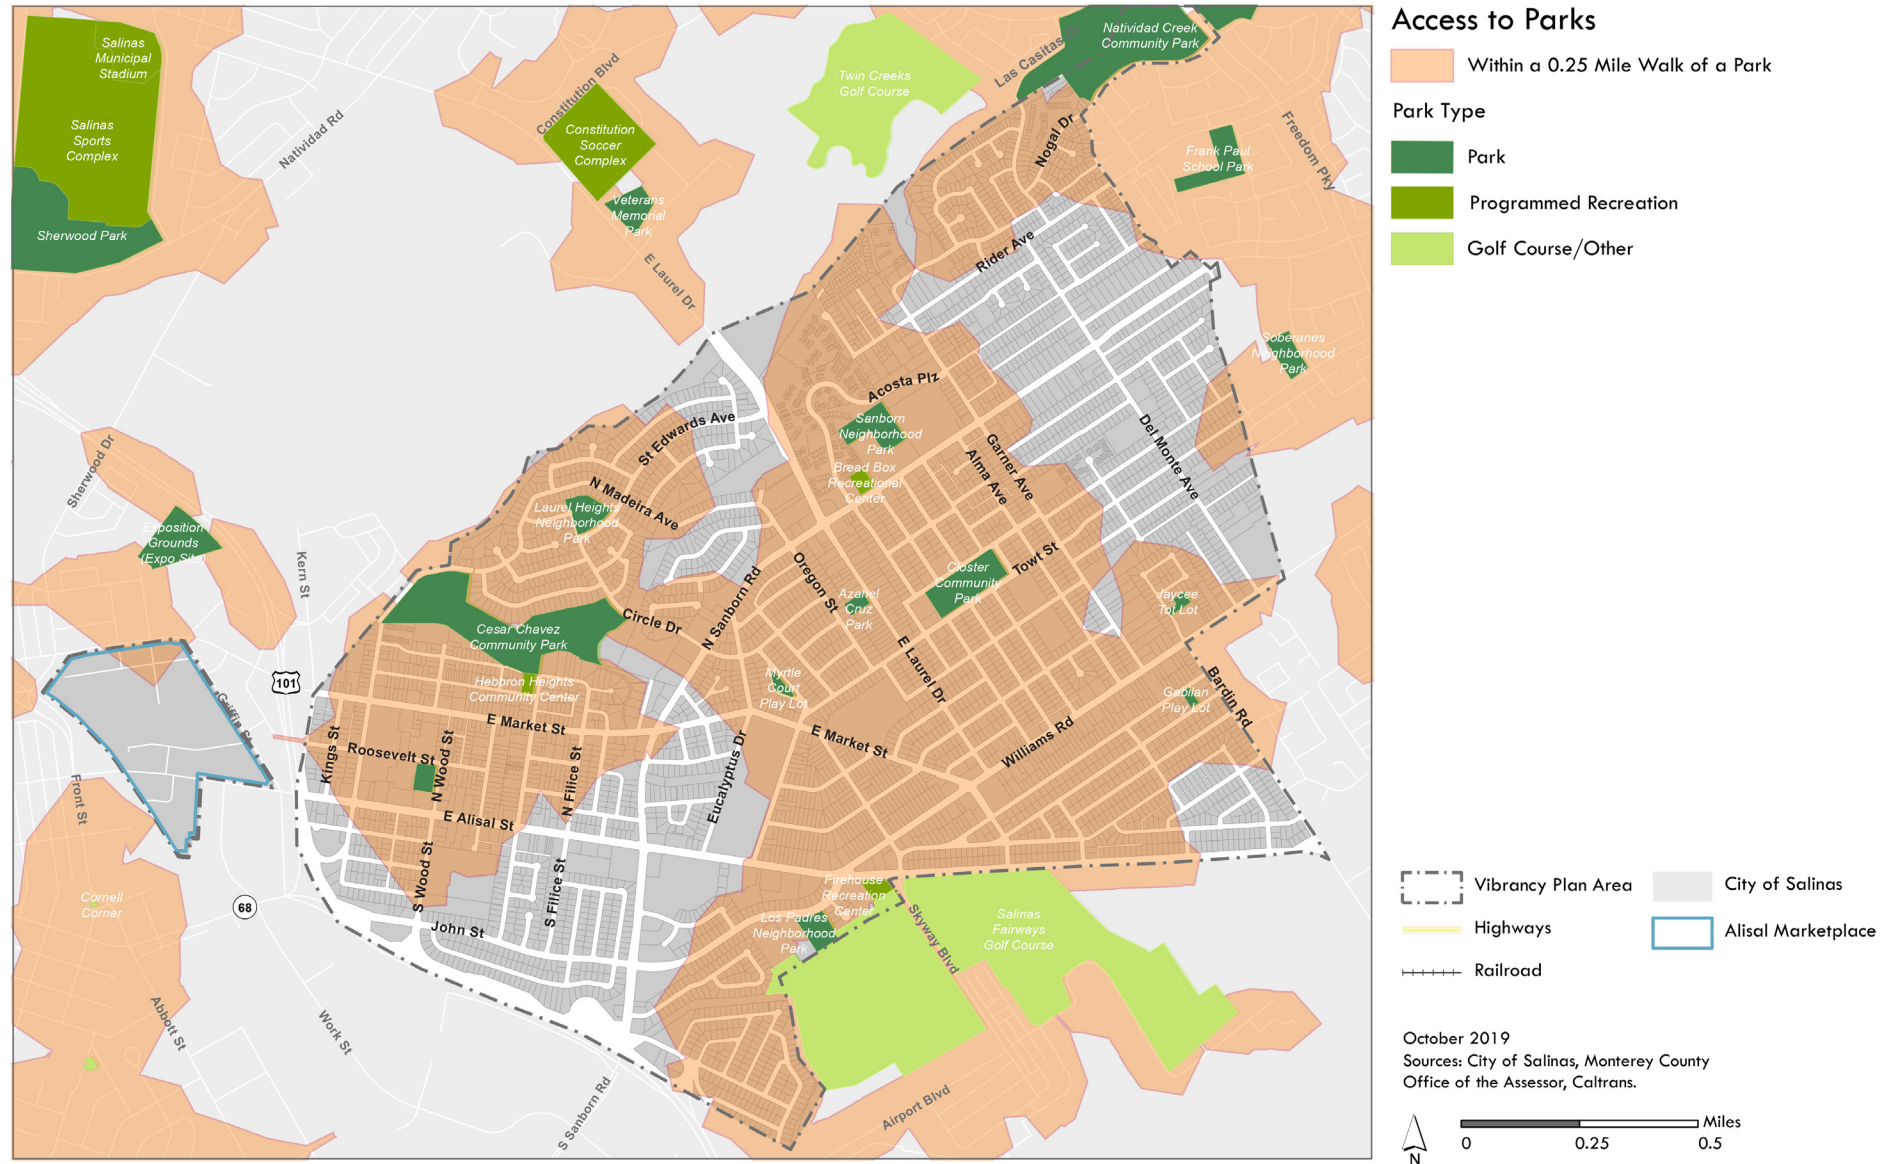 Access to Parks
Within a 0.25 Mile Walk of a Park
Park Type
Park
Programmed Recreation
Golf Course/Other
Salinas
Municipal
Stadium
Salinas
Sports
Complex
Sherwood Park
Natividad Rd
Constitution Blvd
Constitution
Soccer
Complex
Veterans
Memorial
Park
E Laurel Dr
Twin Creeks
Golf Course
Las Casitas
Natividad Creek
Community Park
Nogal Dr
Frank Paul
School Park
Freedom Pky
Rider Ave
Soberanes
Neighborhood
Park
Acosta Plz
Sanborn
Neighborhood
Park
Bread Box
Recreational
Center
Garner Ave
Alma Ave
Del Monte Ave
St Edwards Ave
N Madeira Ave
Laurel Heights
Neighborhood
Park
Sherwood Dr
Exposition
Grounds
(Expo Site)
Kern St
Oregon St
Azahel
Cruz
Park
Closter
Community
Park
Towt St
Jaycee
Tot Lot
Cesar Chavez
Community Park
Circle Dr
N Sanborn Rd
E Laurel Dr
101
Hebbron Heights
Community Center
Myrtle
Court
Play Lot
Gabilan
Play Lot
Bardin Rd
Griffin St
Kings St
E Market St
Roosevelt St
N Wood St
N Filice St
Eucalyptus Dr
E Market St
Williams Rd
Front St
E Alisal St
S Wood St
S Filice St
Cornell
Corner
68
John St
Firehouse
Recreation
Center
Los Padres
Neighborhood
Park
Skyway Blvd
Salinas
Fairways
Golf Course
Abbott St
Work St
S Sanborn Rd
Airport Blvd
Vibrancy Plan Area
City of Salinas
Highways
Alisal Marketplace
Railroad
October 2019
Sources: City of Salinas, Monterey County
Office of the Assessor, Caltrans.
N
Miles
0 0.25 0.5